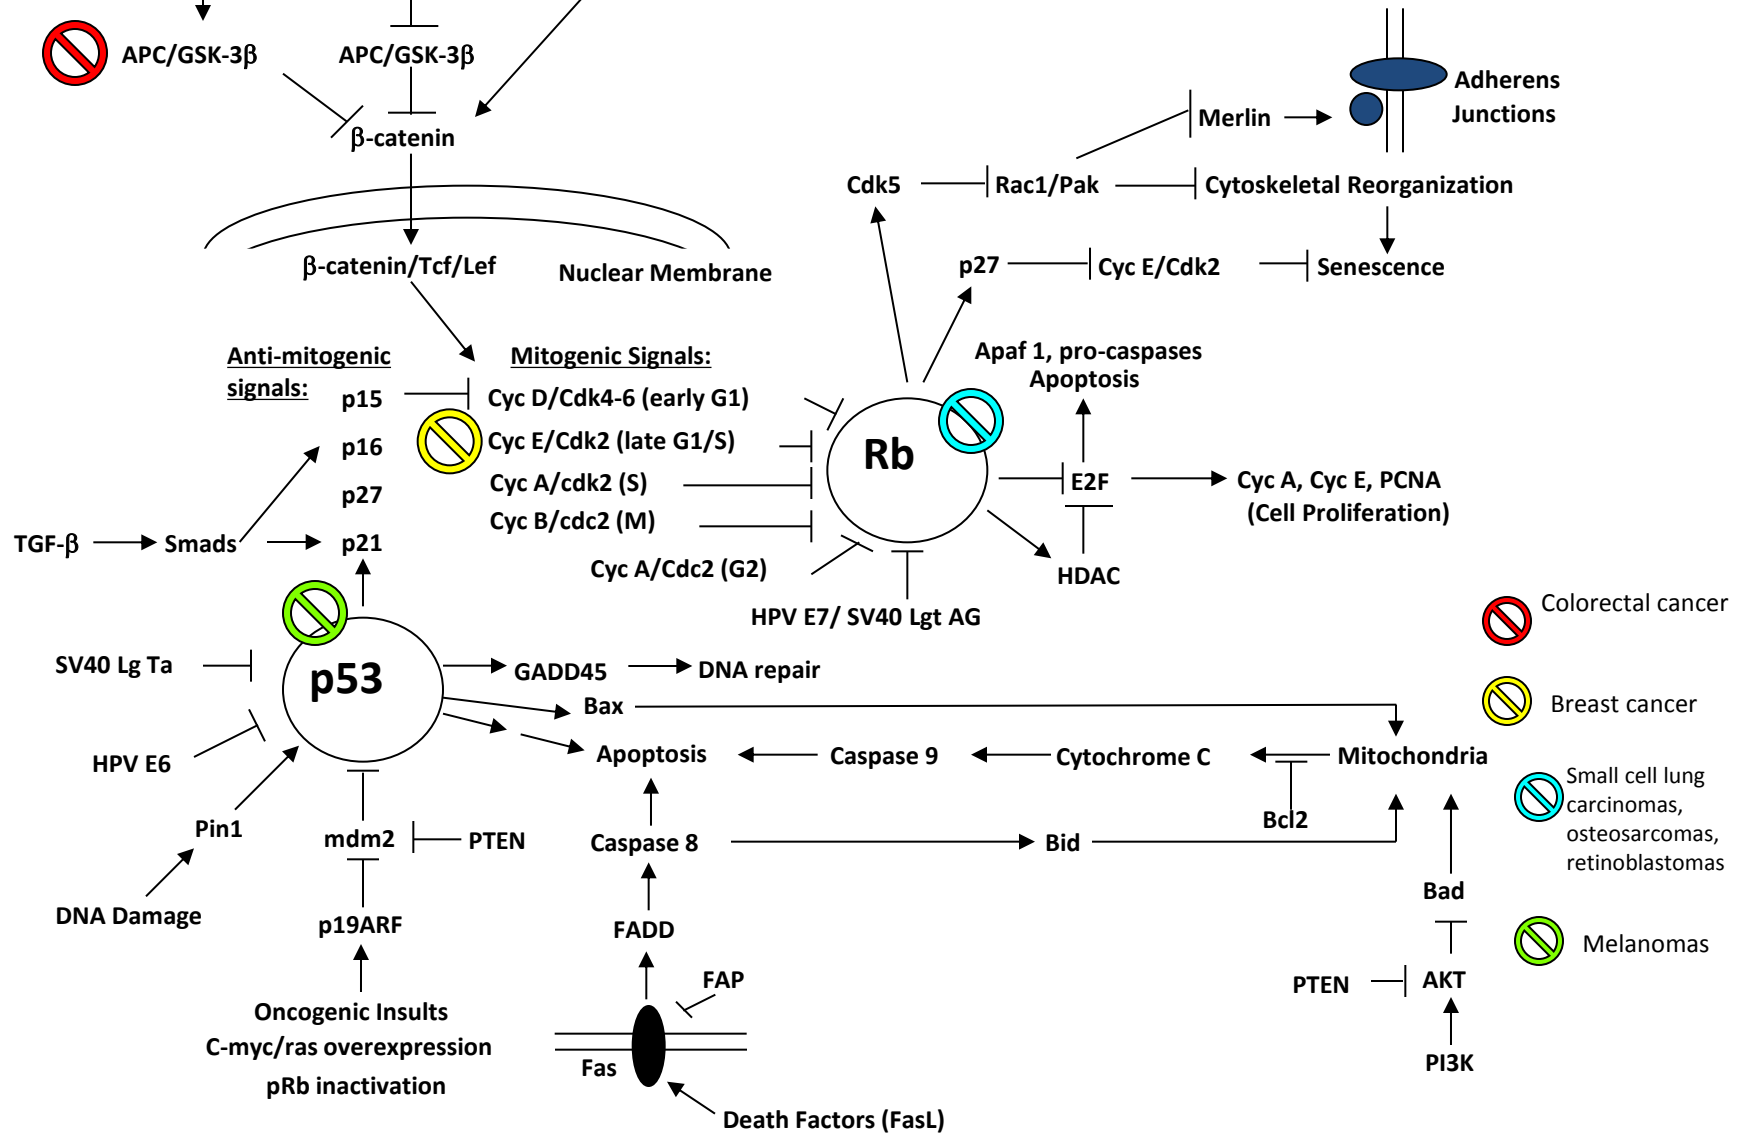 APC/GSK-3β
APC/GSK-3β
β-catenin
β-catenin/Tcf/Lef
Nuclear Membrane
Adherens
Junctions
Merlin
Cdk5
Rac1/Pak
Cytoskeletal Reorganization
p27
Cyc E/Cdk2
Senescence
Anti-mitogenic
signals:
p15
p16
p27
p21
Mitogenic Signals:
Cyc D/Cdk4-6 (early G1)
Cyc E/Cdk2 (late G1/S)
Cyc A/cdk2 (S)
Cyc B/cdc2 (M)
Cyc A/Cdc2 (G2)
HPV E7/ SV40 Lgt AG
Rb
Apaf 1, pro-caspases
Apoptosis
E2F
Cyc A, Cyc E, PCNA
(Cell Proliferation)
HDAC
TGF-β
Smads
SV40 Lg Ta
p53
GADD45
DNA repair
Bax
HPV E6
Apoptosis
Caspase 9
Cytochrome C
Mitochondria
Pin1
mdm2
PTEN
Caspase 8
Bid
Bcl2
DNA Damage
p19ARF
FADD
Bad
Oncogenic Insults
C-myc/ras overexpression
pRb inactivation
FAP
Fas
Death Factors (FasL)
PTEN
AKT
PI3K
Colorectal cancer
Breast cancer
Small cell lung
carcinomas,
osteosarcomas,
retinoblastomas
Melanomas